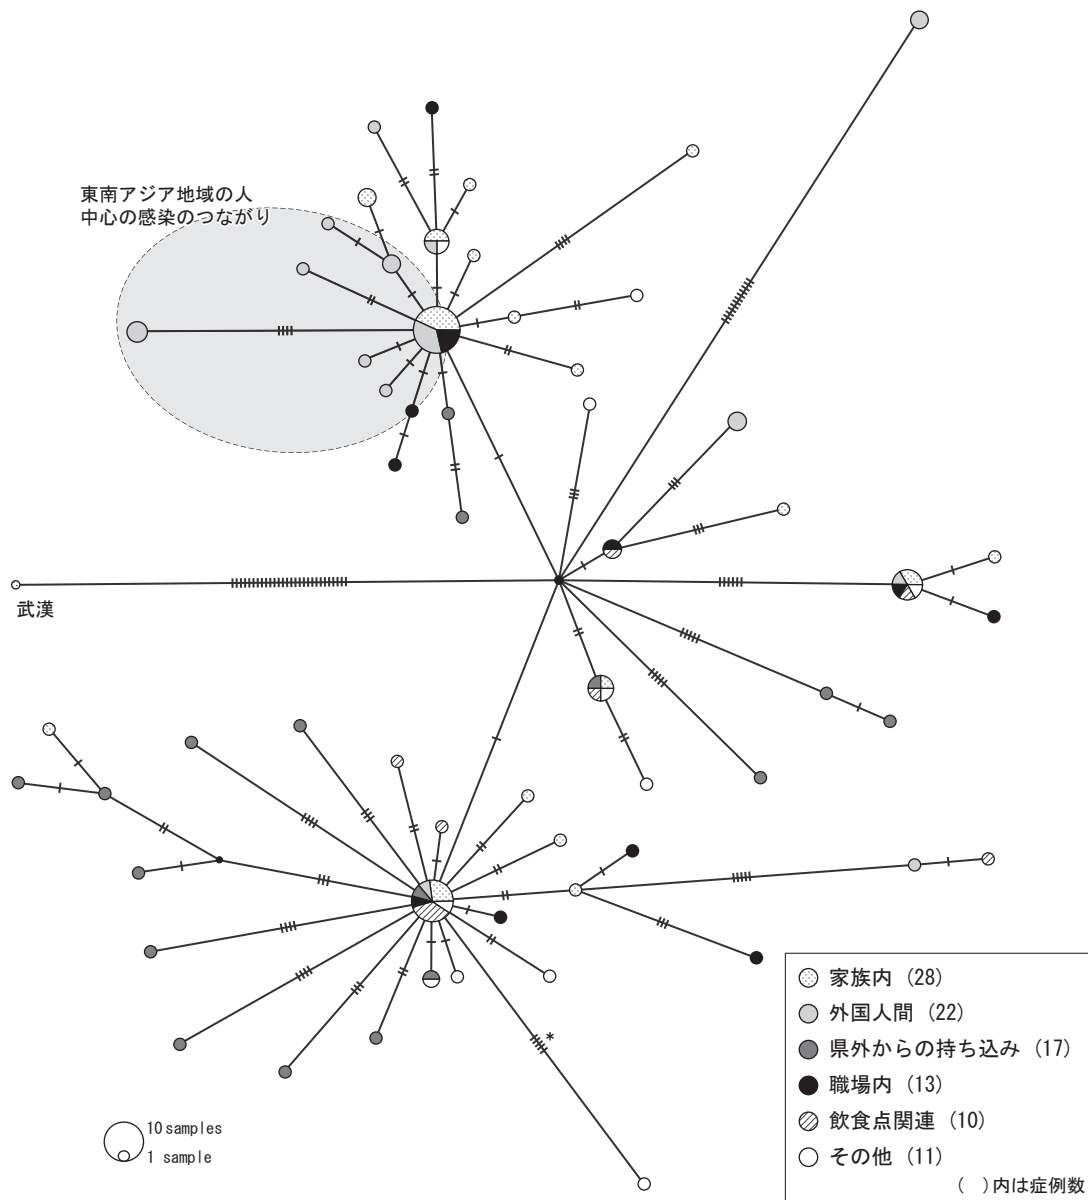 東南アジア地域の人
中心の感染のつながり
武漢
*
家族内 (28)
外国人間 (22)
県外からの持ち込み (17)
職場内 (13)
飲食点関連 (10)
その他 (11)
( )内は症例数
10 samples
1 sample